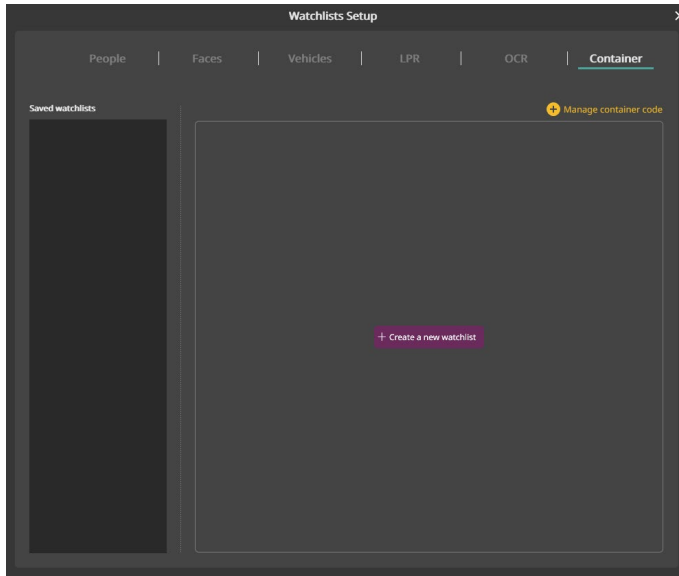 Watchlists Setup
People Faces Vehicles LPR OCR Container
Saved watchlists
Manage container code
+ Create a new watchlist